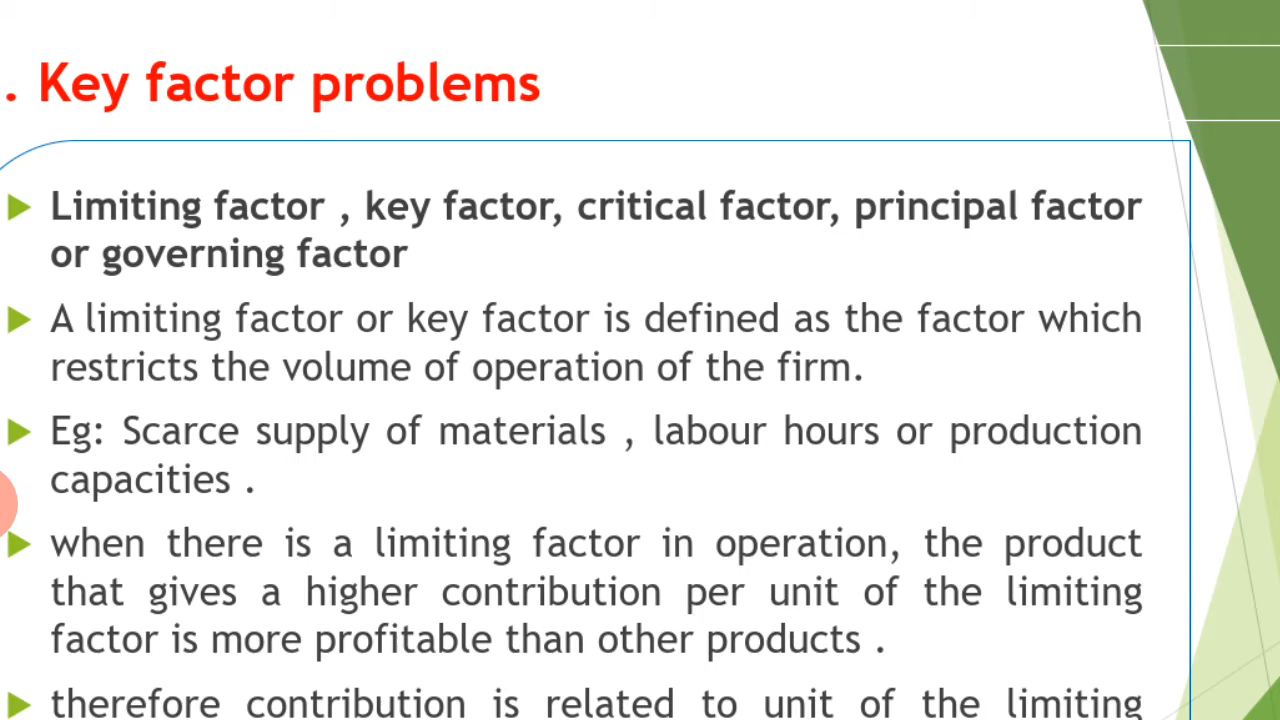 . Key factor problems
Limiting factor , key factor, critical factor, principal factor
or governing factor
A limiting factor or key factor is defined as the factor which
restricts the volume of operation of the firm.
Eg: Scarce supply of materials , labour hours or production
capacities .
when there is a limiting factor in operation, the product
that gives a higher contribution per unit of the limiting
factor is more profitable than other products .
therefore contribution is related to unit of the limiting